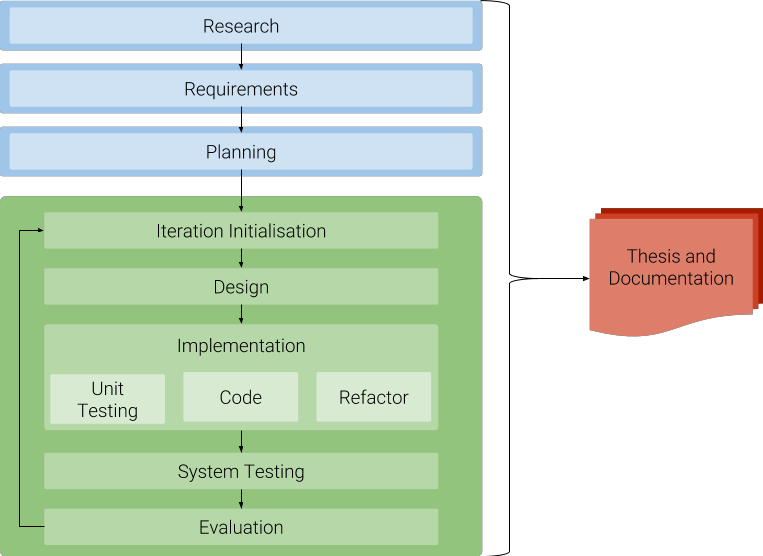 Research
Requirements
Planning
Iteration Initialisation
Design
Implementation
Unit
Testing
Code
Refactor
System Testing
Evaluation
Thesis and
Documentation